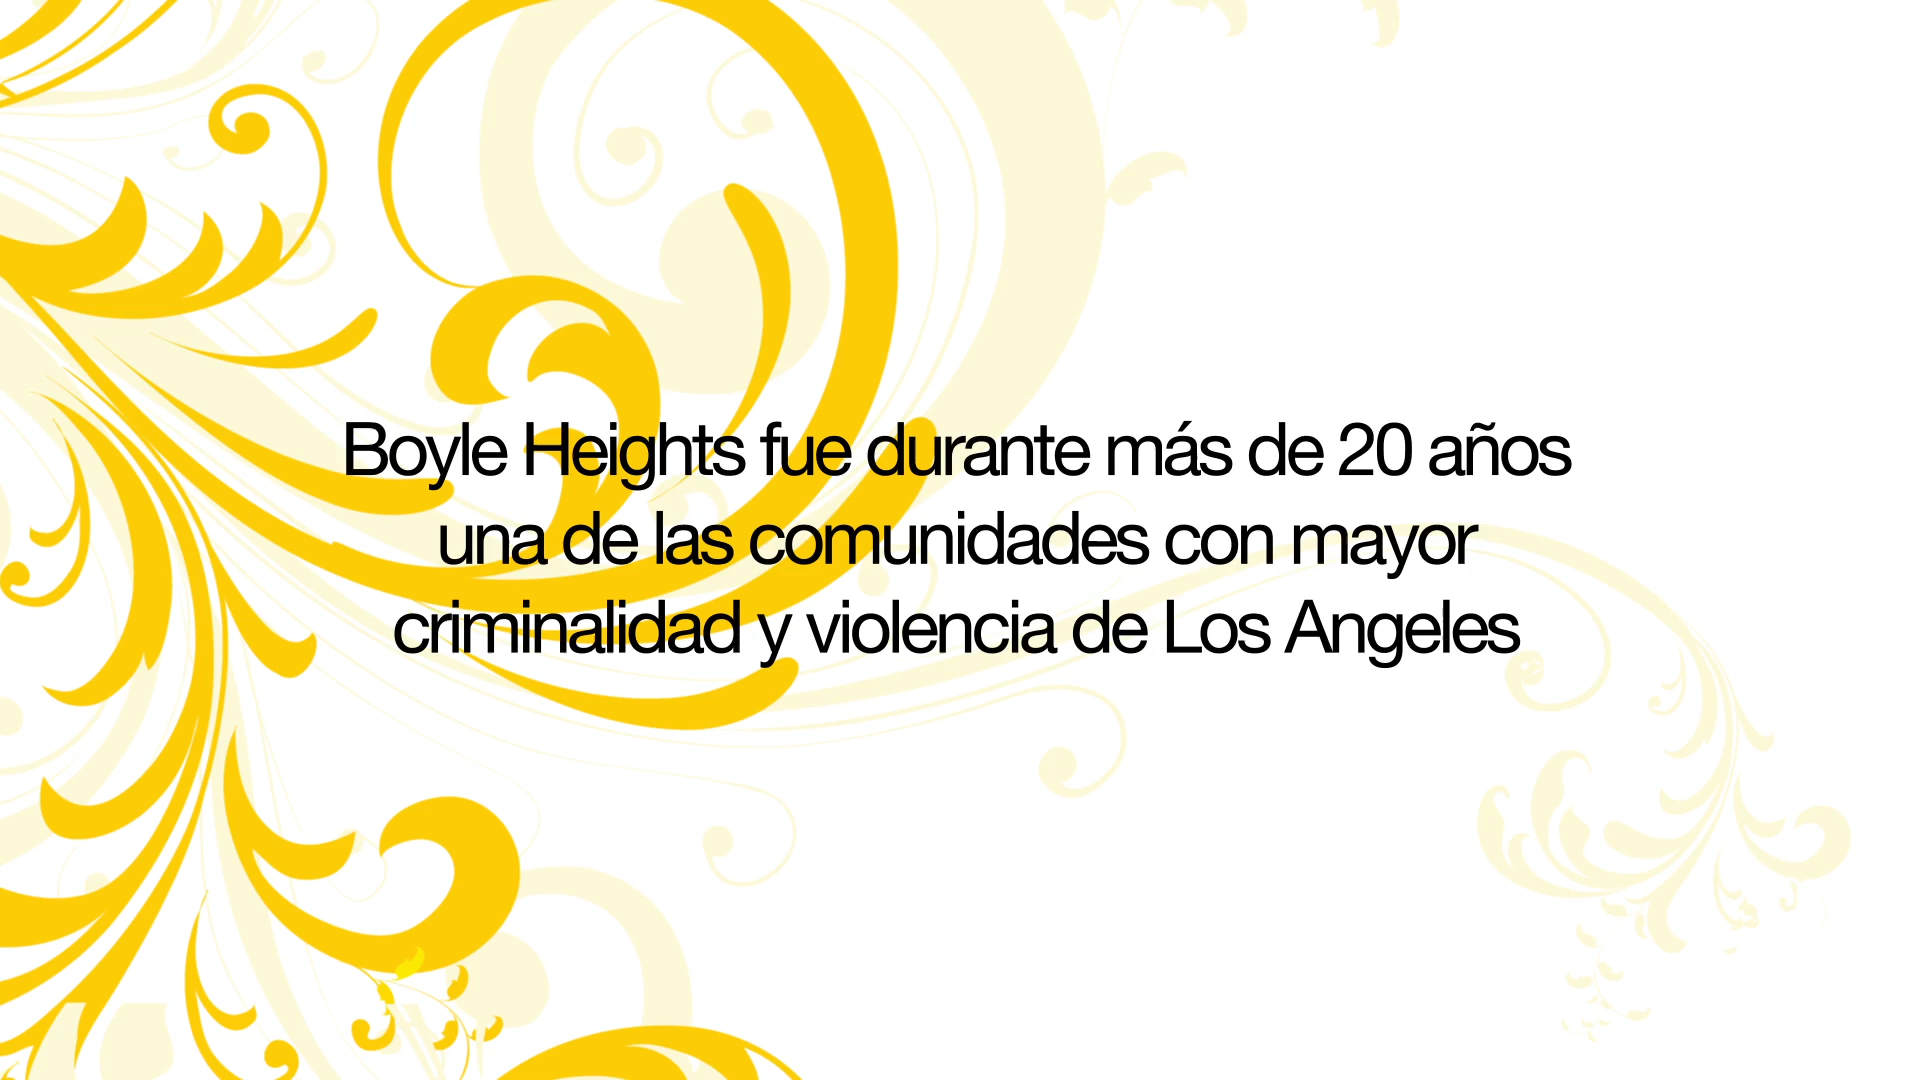 Boyle Heights fue durante más de 20 años
una de las comunidades con mayor
criminalidad y violencia de Los Angeles